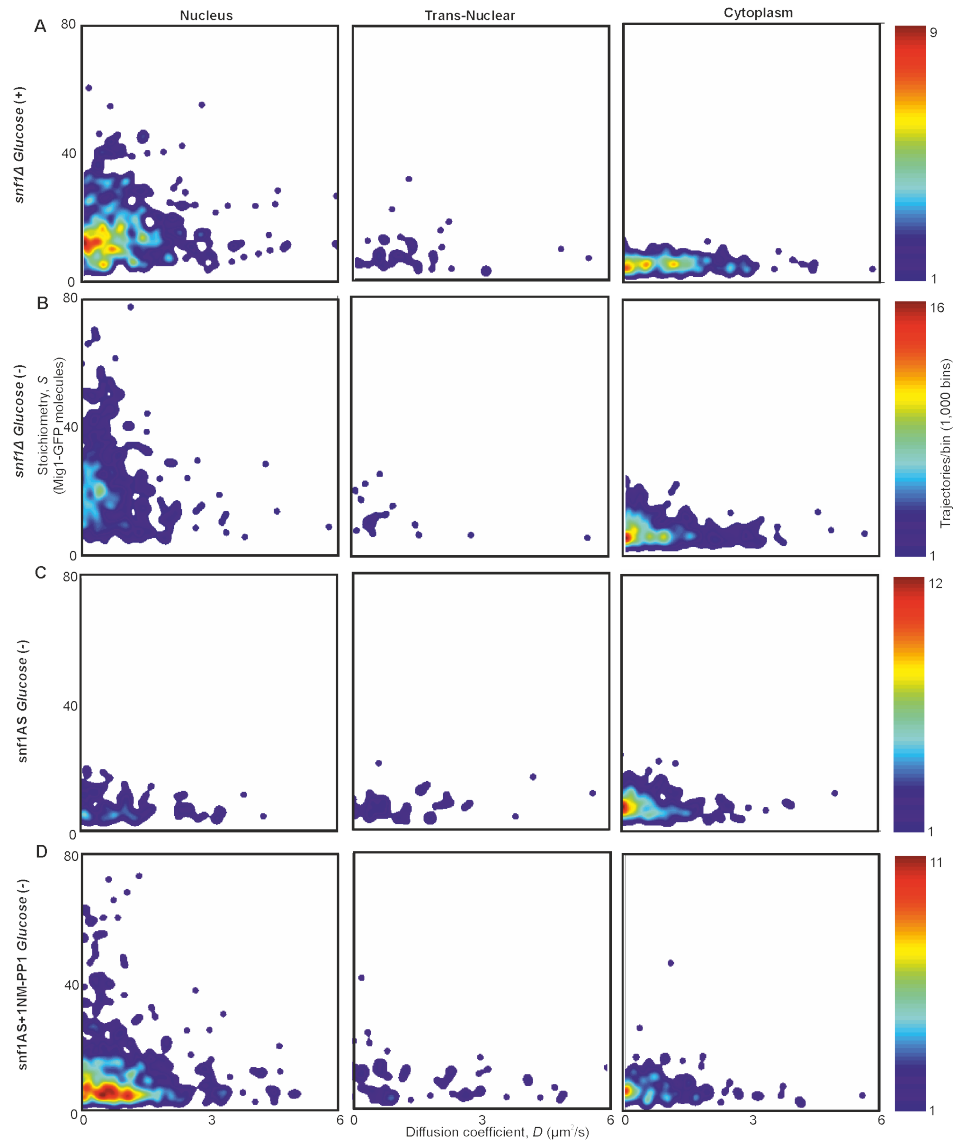 Nucleus Trans-Nuclear Cytoplasm
A
snf1Δ Glucose (+)
80
40
0
9
1
B
snf1Δ Glucose (-)
Stoichiometry, S
(Mig1-GFP molecules)
80
40
0
16
1
Trajectories/bin (1,000 bins)
C
snf1AS Glucose (-)
80
40
0
12
1
D
snf1AS+1NM-PP1 Glucose (-)
80
40
0
11
1
0 3 6 0 3 6 0 3 6
Diffusion coefficient, D (µm²/s)